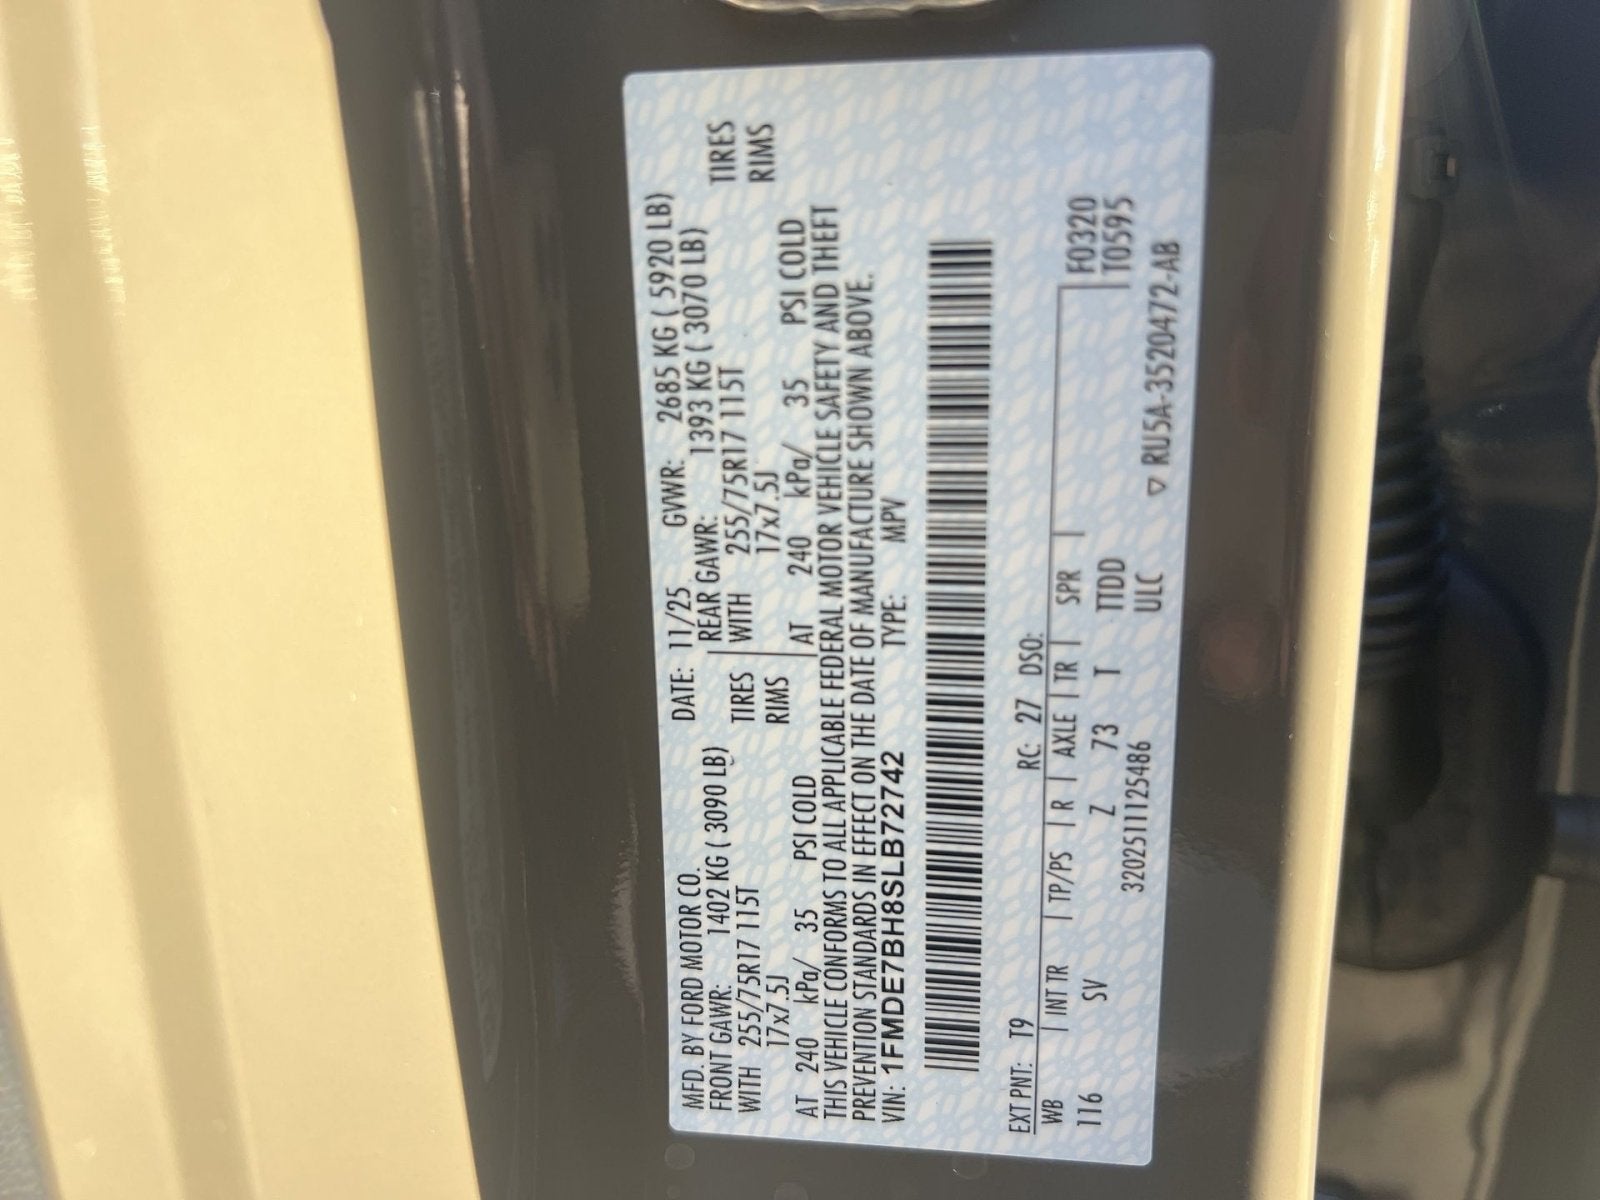 MFD. BY FORD MOTOR CO.
DATE: 11/25 GVWR: 2685 KG ( 5920 LB)
FRONT GAWR: 1402 KG ( 3090 LB) REAR GAWR: 1393 KG ( 3070 LB)
WITH 255/75R17 115T TIRES WITH 255/75R17 115T TIRES
17x7.5J RIMS 17x7.5J RIMS
AT 240 kPa/ 35 PSI COLD AT 240 kPa/ 35 PSI COLD
THIS VEHICLE CONFORMS TO ALL APPLICABLE FEDERAL MOTOR VEHICLE SAFETY AND THEFT
PREVENTION STANDARDS IN EFFECT ON THE DATE OF MANUFACTURE SHOWN ABOVE.
VIN: 1FMDE7BH8SLB72742 TYPE: MPV
EXT PNT: T9 RC: 27 DSO:
WB | INT TR | TP/PS | R | AXLE | TR | SPR | F0320
116 SV Z 73 T TTDD T0595
32025111125486 ULC ▽ RU5A-3520472-AB